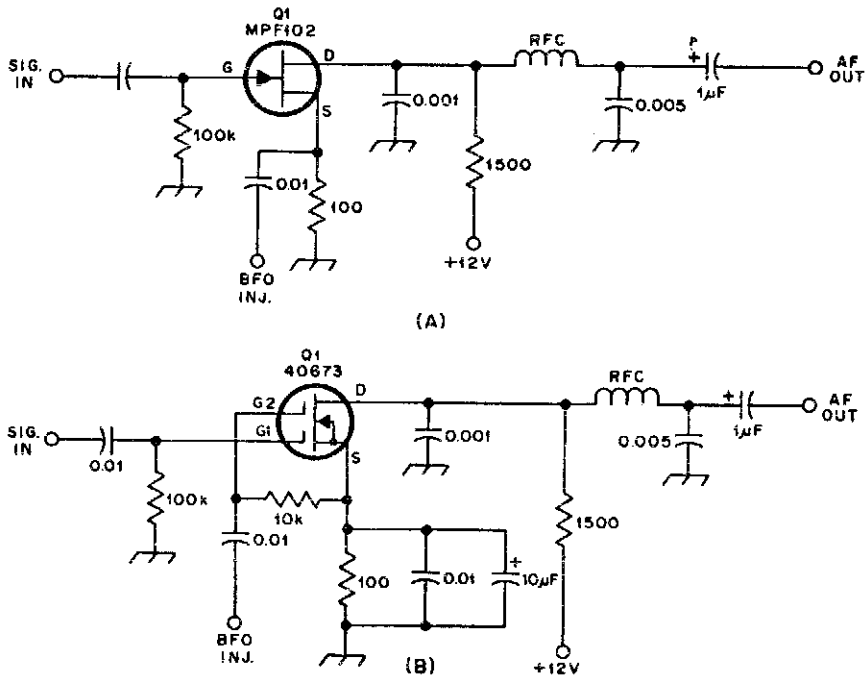 Q1
MPF102
SIG.
IN
G
D
S
100k
0.01
100
BFO
INJ.
0.001
1500
+12V
RFC
0.005
+
1µF
AF
OUT
(A)
Q1
40673
SIG.
IN
0.01
100k
G2
G1
D
S
10k
0.01
BFO
INJ.
100
0.01
+
10µF
0.001
1500
+12V
RFC
0.005
+
1µF
AF
OUT
(B)